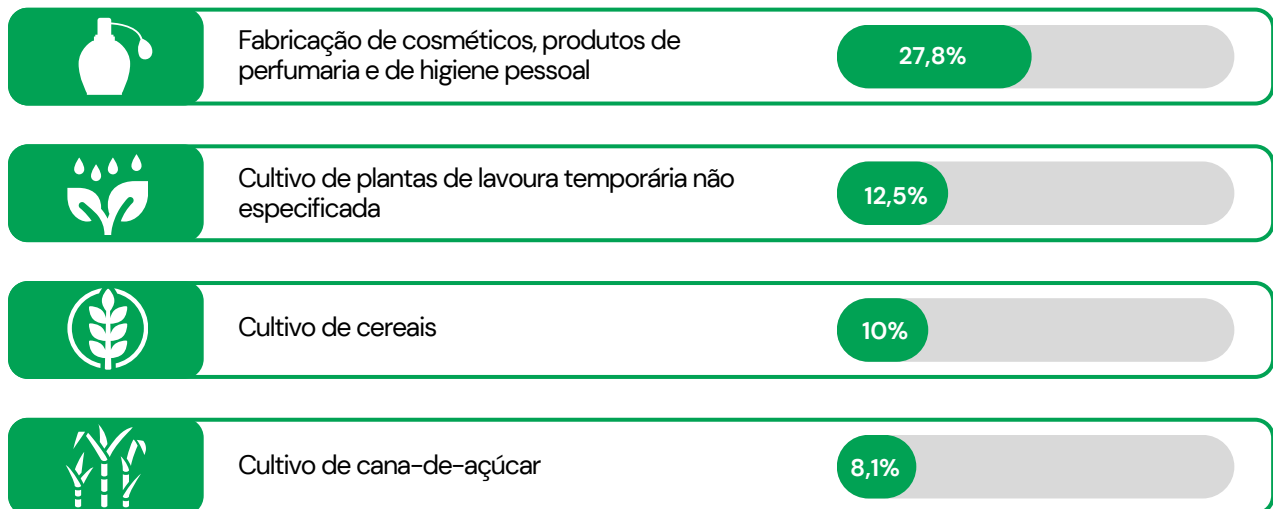 Fabricação de cosméticos, produtos de
perfumaria e de higiene pessoal
27,8%
Cultivo de plantas de lavoura temporária não
especificada
12,5%
Cultivo de cereais
10%
Cultivo de cana-de-açúcar
8,1%